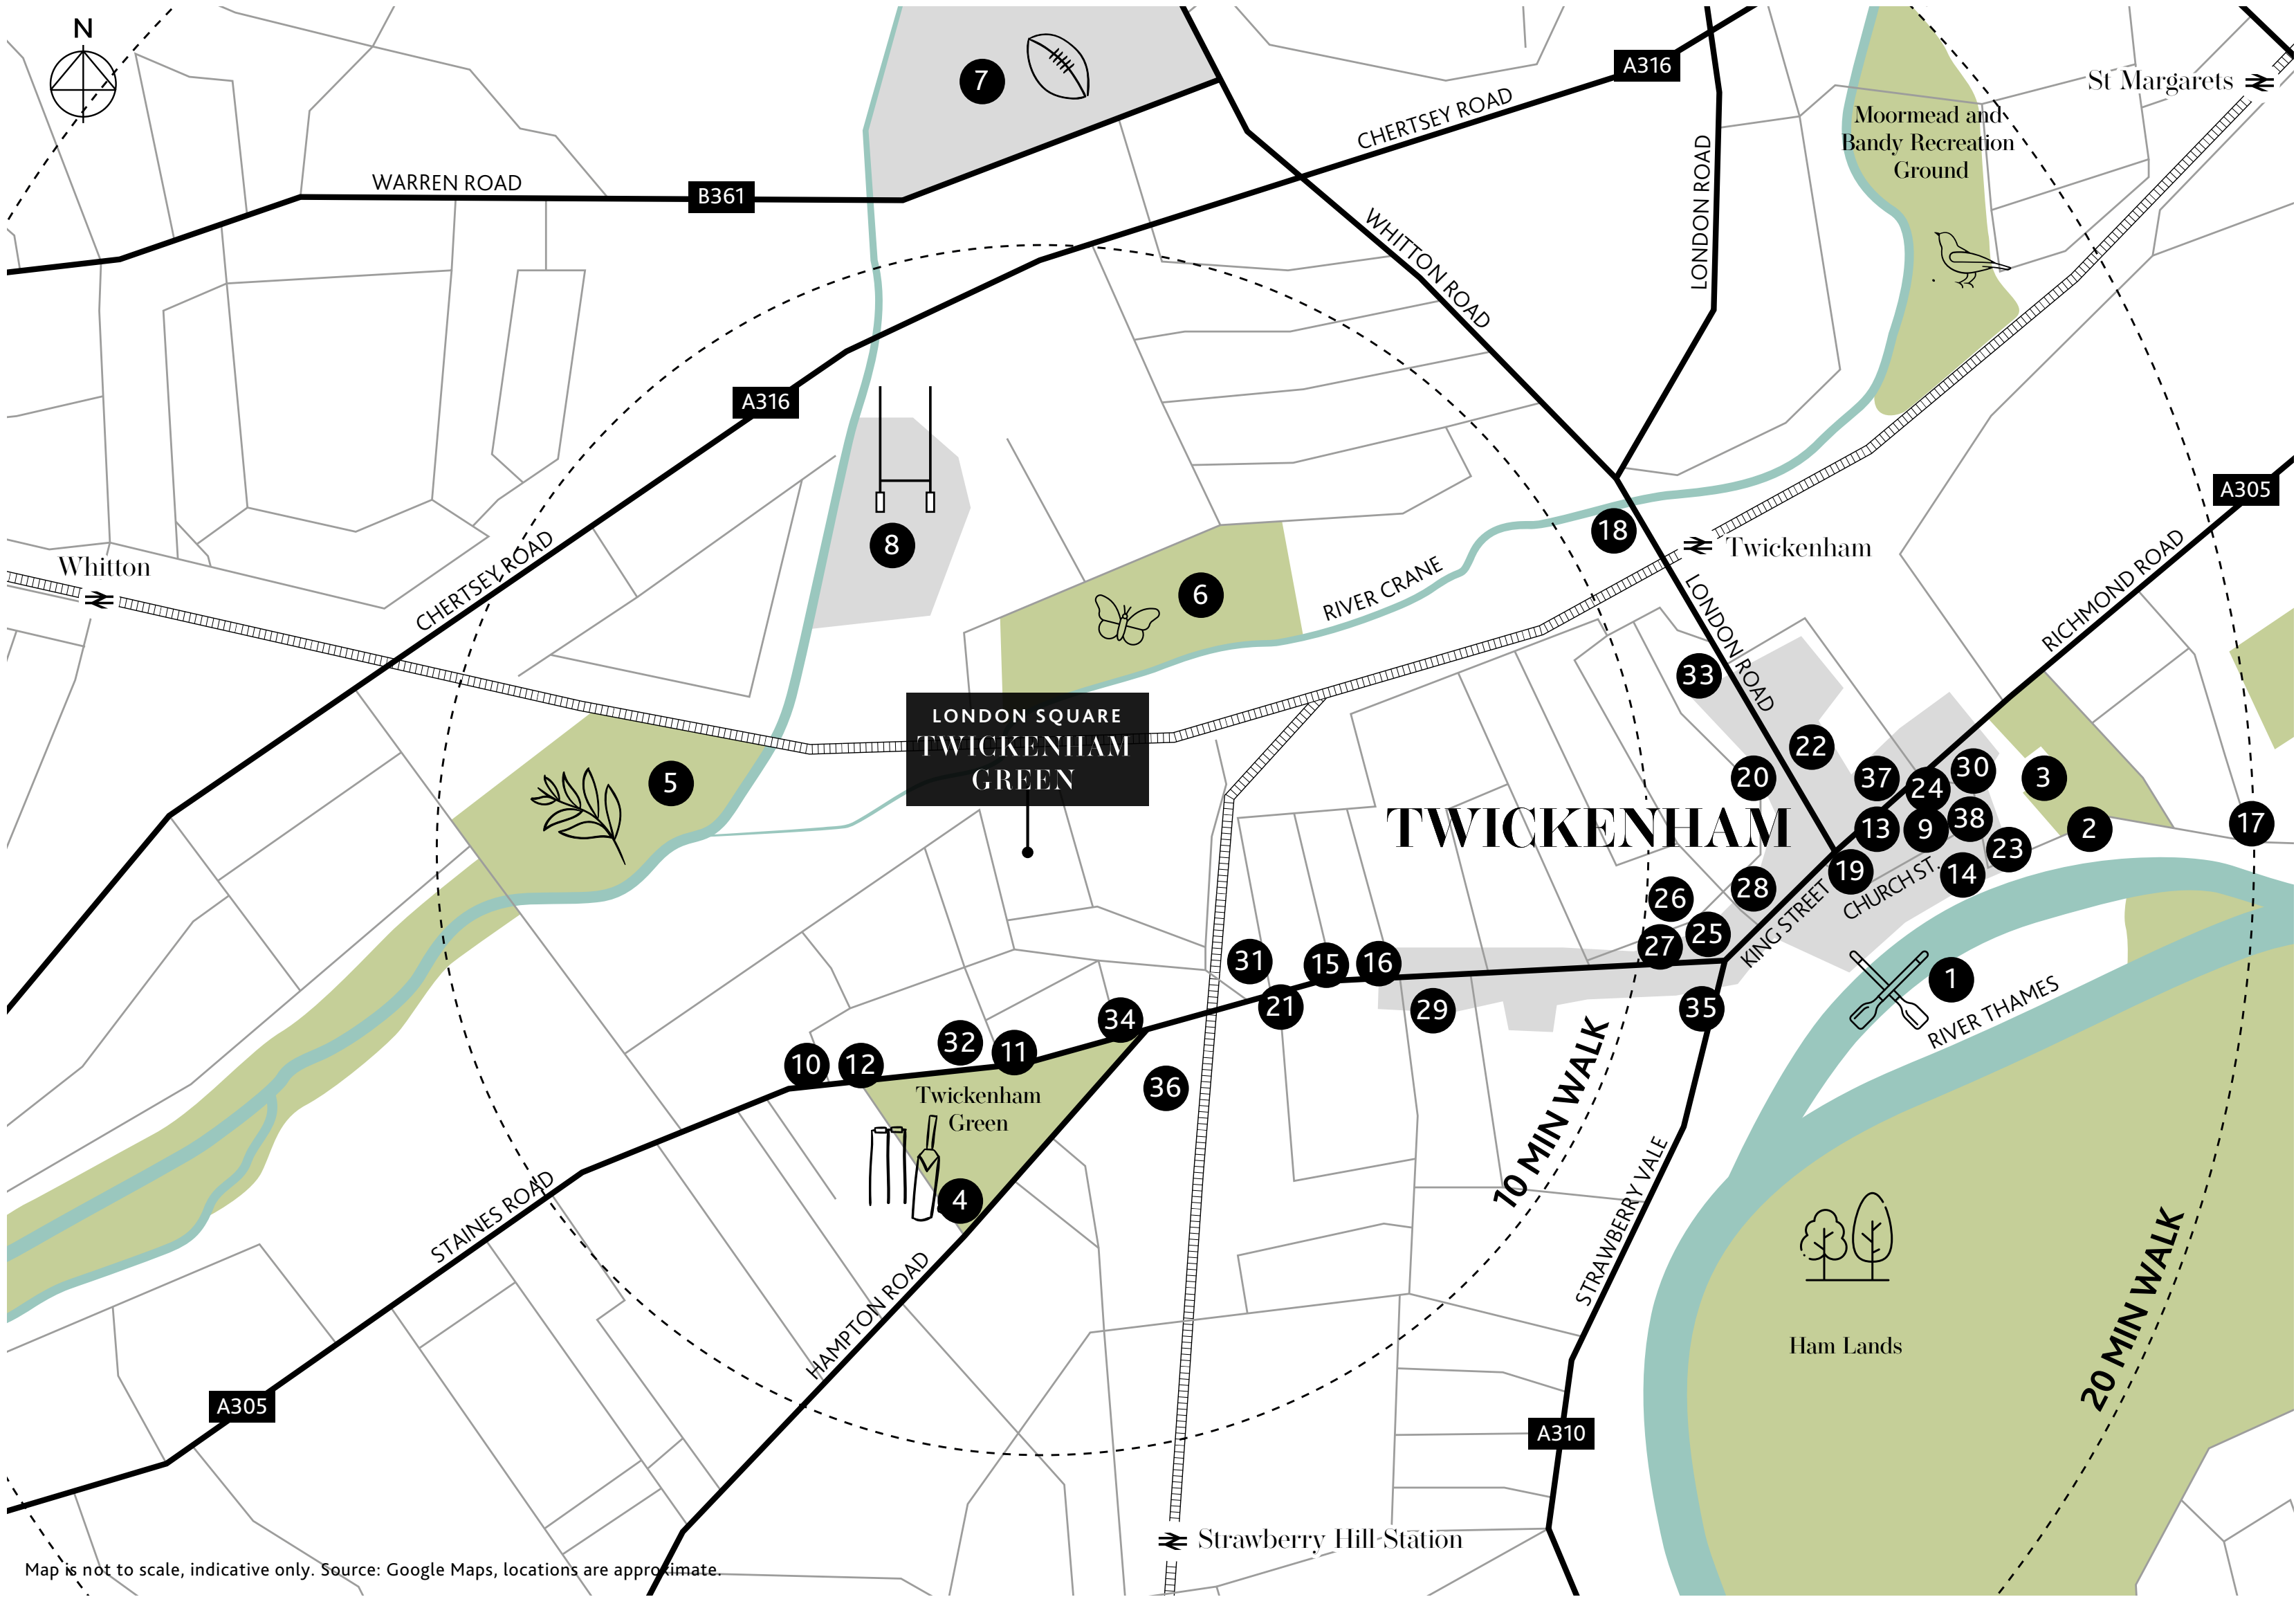 N
7
A316
St Margarets
CHERTSEY ROAD
Moormead and
Bandy Recreation
Ground
WARREN ROAD
B361
LONDON ROAD
WHITTON ROAD
A316
A305
8
18
Twickenham
Whitton
CHERTSEY ROAD
6
RIVER CRANE
RICHMOND ROAD
LONDON ROAD
33
LONDON SQUARE
TWICKENHAM
GREEN
5
22
20
37
30
24
3
TWICKENHAM
13
9
38
2
17
23
19
14
28
CHURCH ST.
26
KING STREET
25
27
31
15
16
1
21
29
35
RIVER THAMES
34
32
11
10
12
36
Twickenham
Green
10 MIN WALK
4
STRAWBERRY VALE
STAINES ROAD
HAMPTON ROAD
20 MIN WALK
Ham Lands
A305
A310
Strawberry Hill Station
Map is not to scale, indicative only. Source: Google Maps, locations are approximate.